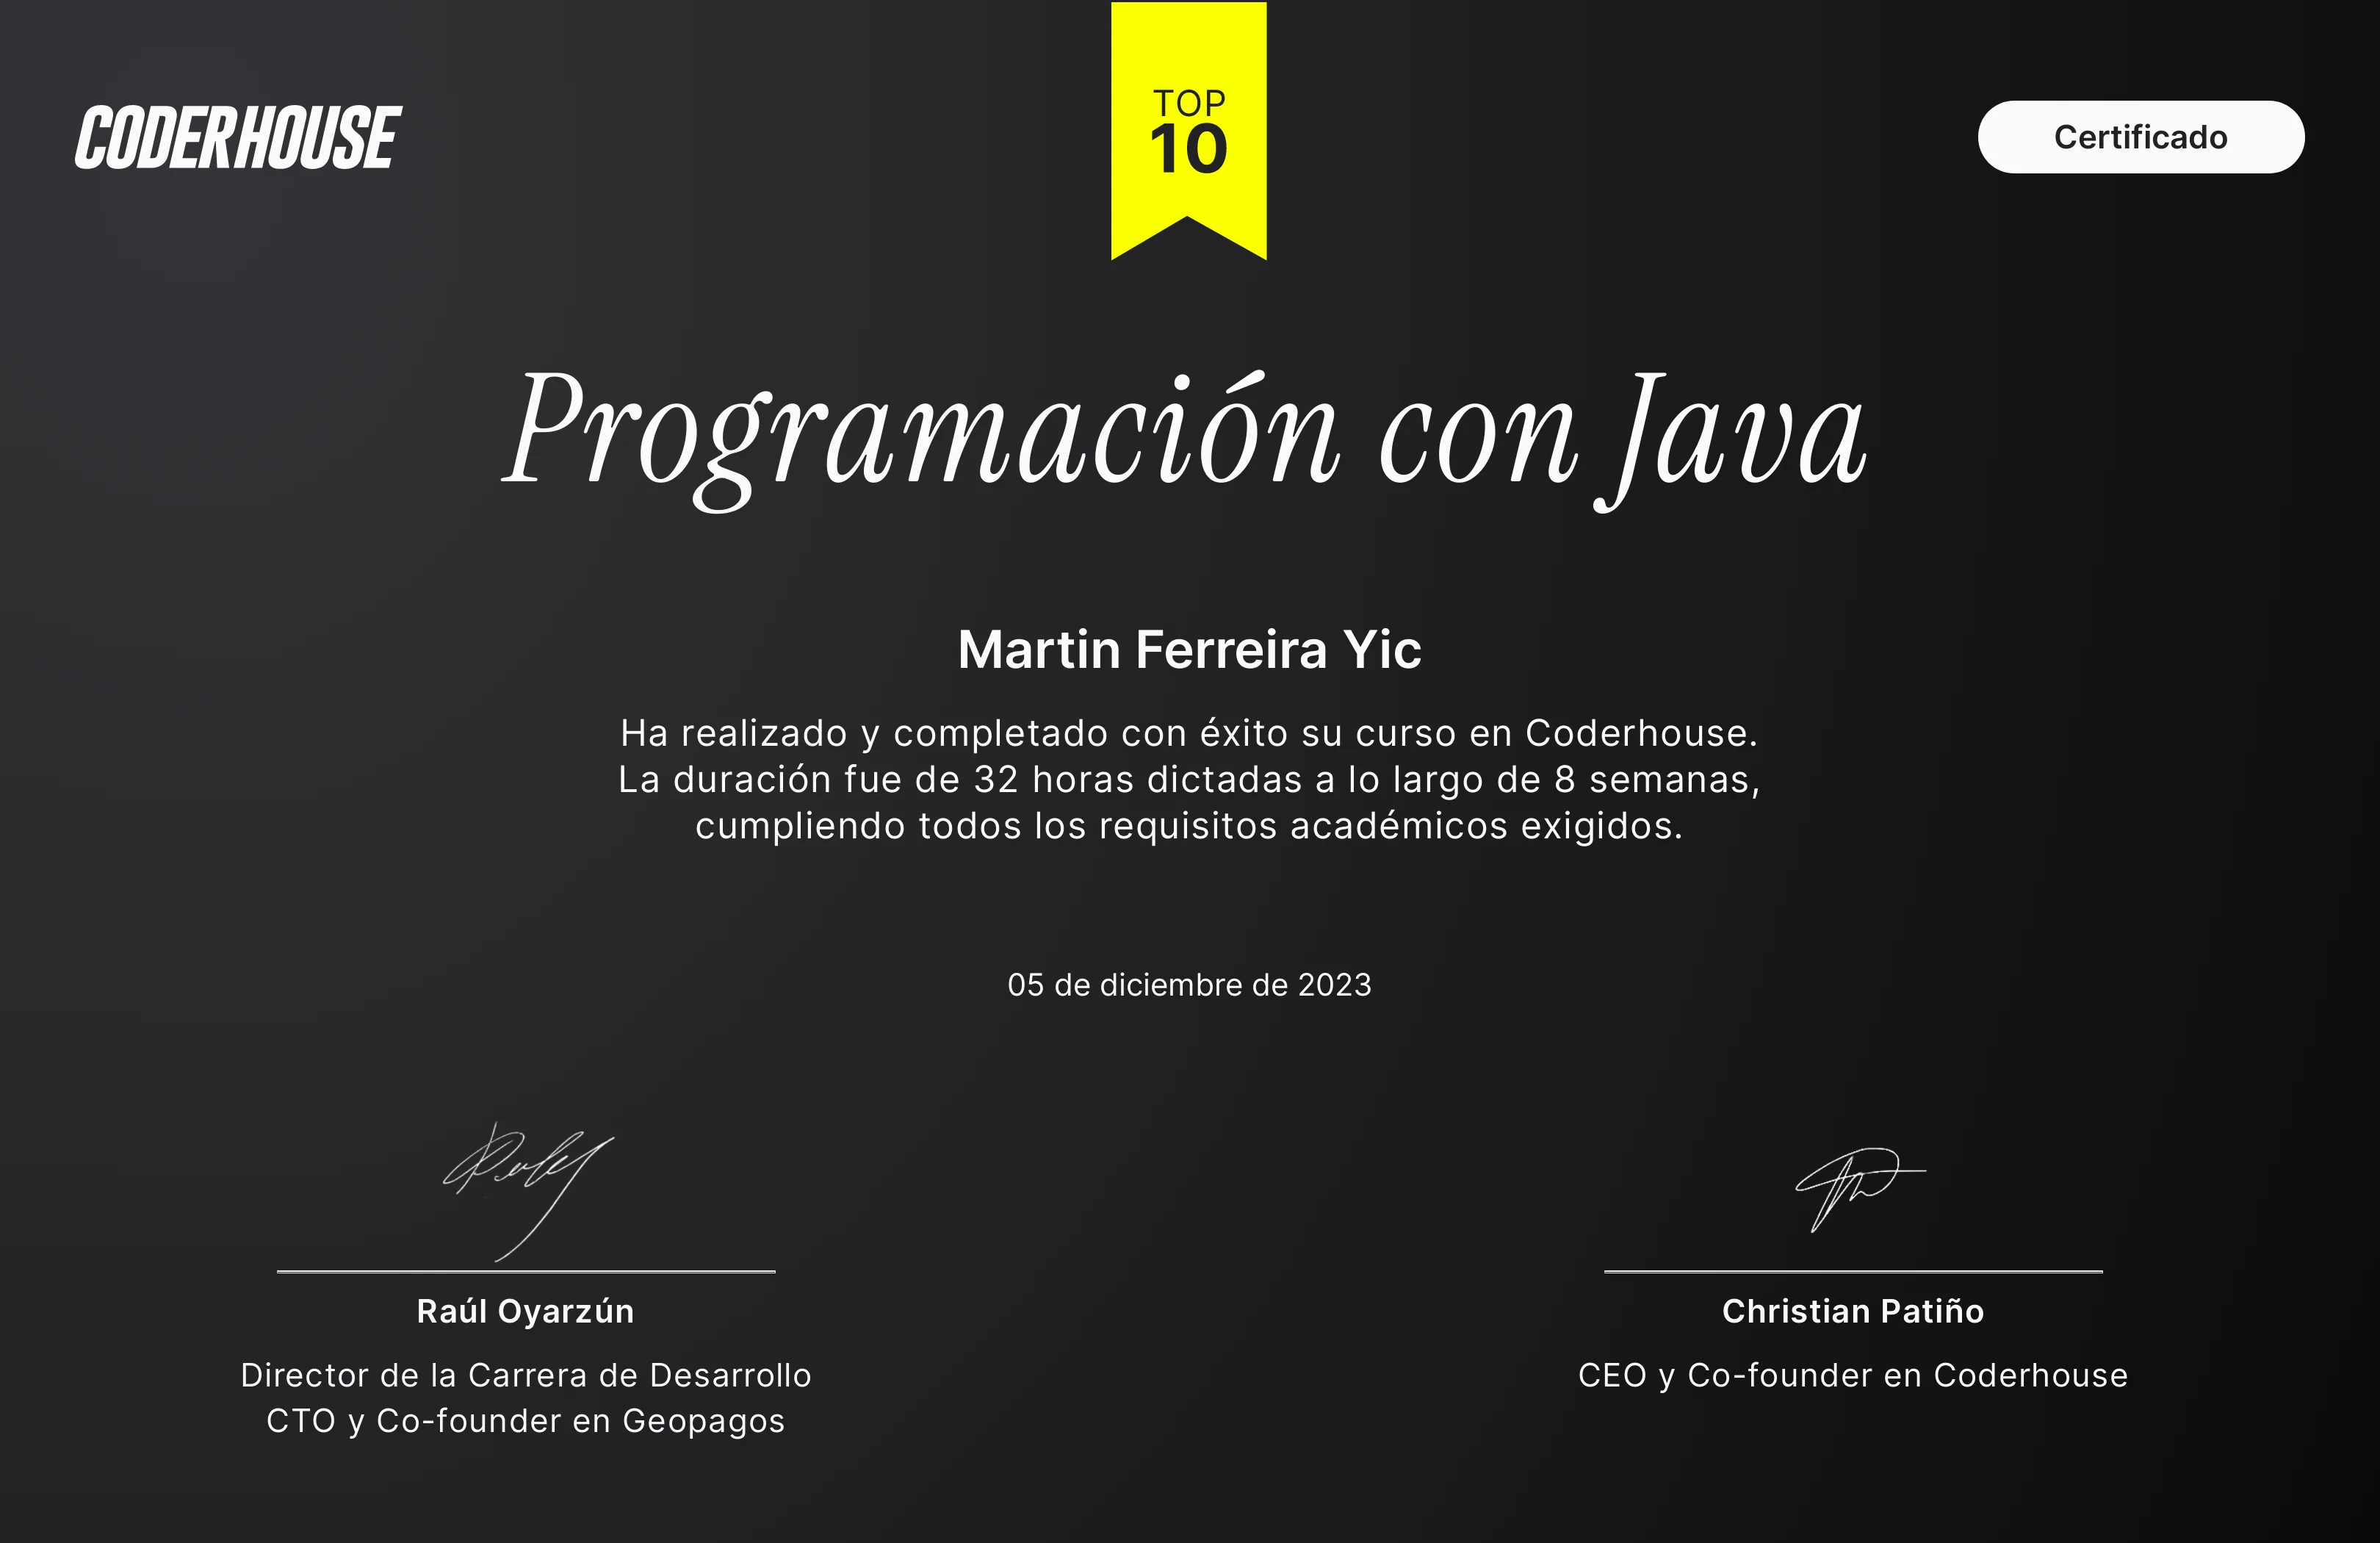 CODERHOUSE
TOP
10
Certificado
Programación con Java
Martin Ferreira Yic
Ha realizado y completado con éxito su curso en Coderhouse.
La duración fue de 32 horas dictadas a lo largo de 8 semanas,
cumpliendo todos los requisitos académicos exigidos.
05 de diciembre de 2023
Raúl Oyarzún
Director de la Carrera de Desarrollo
CTO y Co-founder en Geopagos
Christian Patiño
CEO y Co-founder en Coderhouse